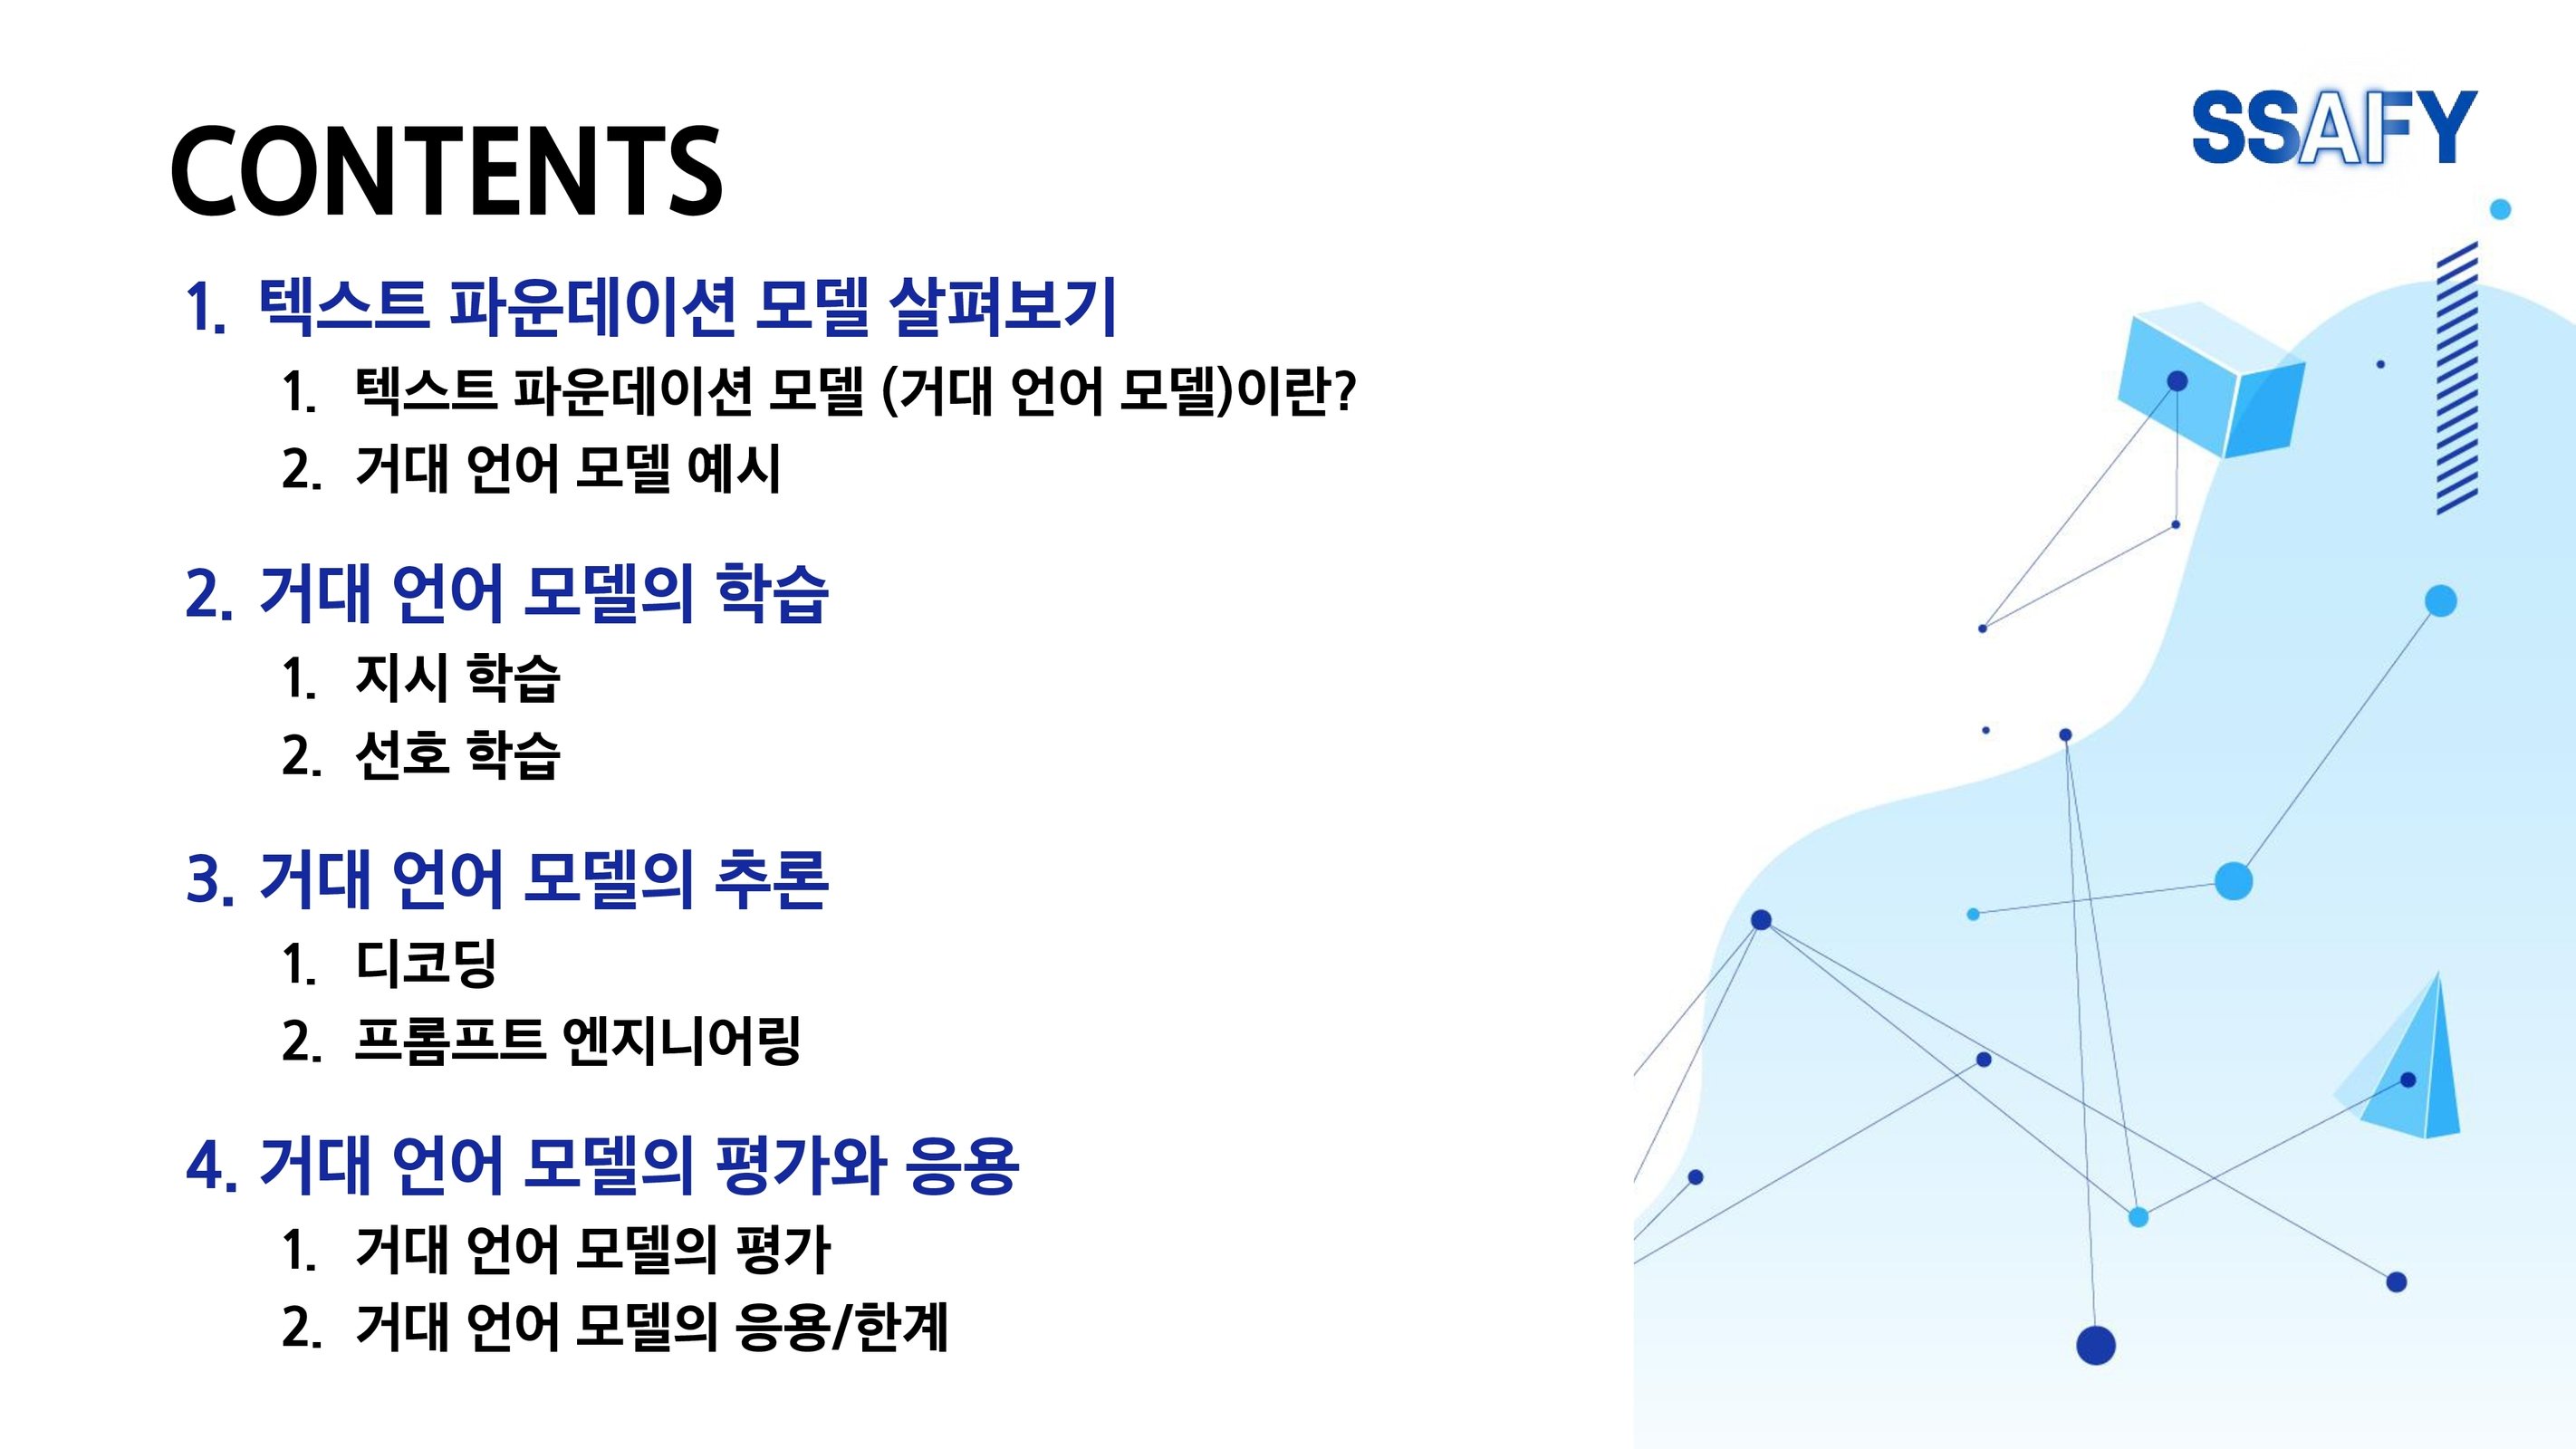 SSAFY
CONTENTS
1. 텍스트 파운데이션 모델 살펴보기
1. 텍스트 파운데이션 모델 (거대 언어 모델)이란?
2. 거대 언어 모델 예시
2. 거대 언어 모델의 학습
1. 지시 학습
2. 선호 학습
3. 거대 언어 모델의 추론
1. 디코딩
2. 프롬프트 엔지니어링
4. 거대 언어 모델의 평가와 응용
1. 거대 언어 모델의 평가
2. 거대 언어 모델의 응용/한계